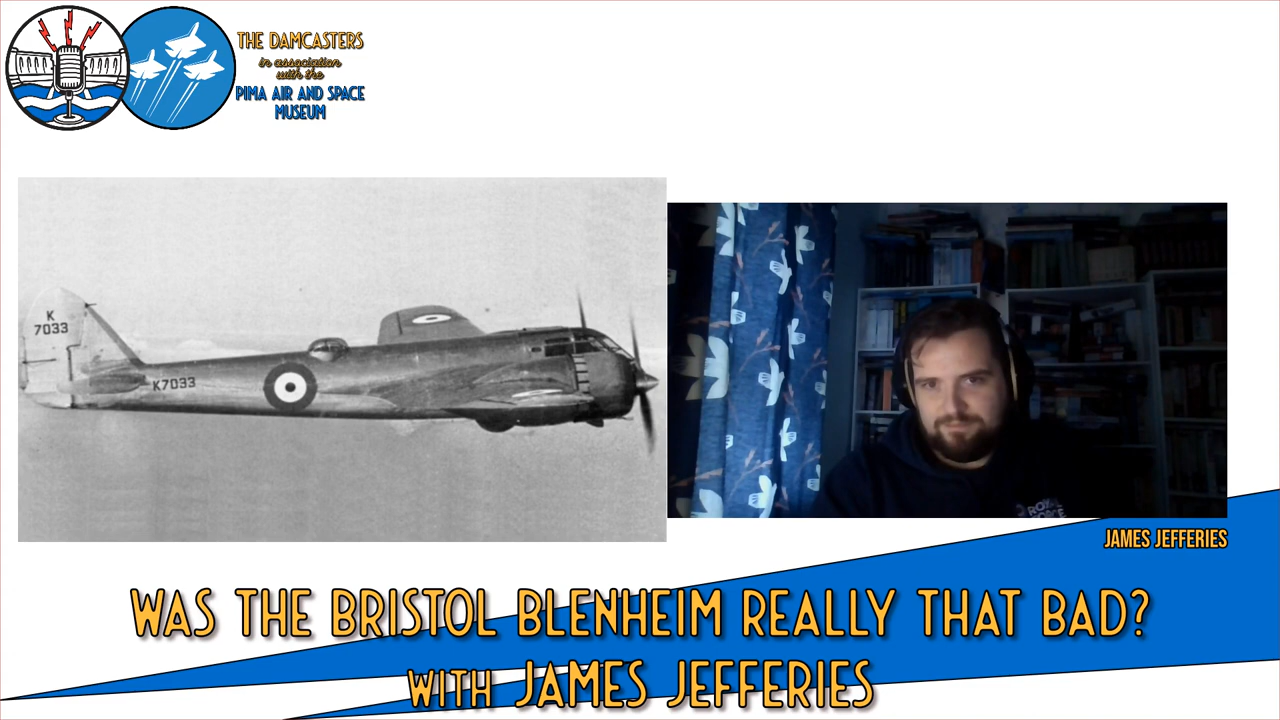 THE DAMCASTERS
in association
with the
PIMA AIR AND SPACE
MUSEUM
K
7033
K7033
JAMES JEFFERIES
WAS THE BRISTOL BLENHEIM REALLY THAT BAD?
WITH JAMES JEFFERIES